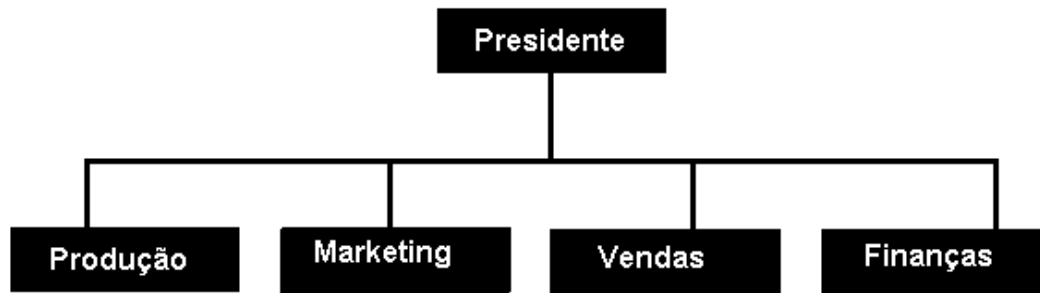 Presidente
Produção
Marketing
Vendas
Finanças